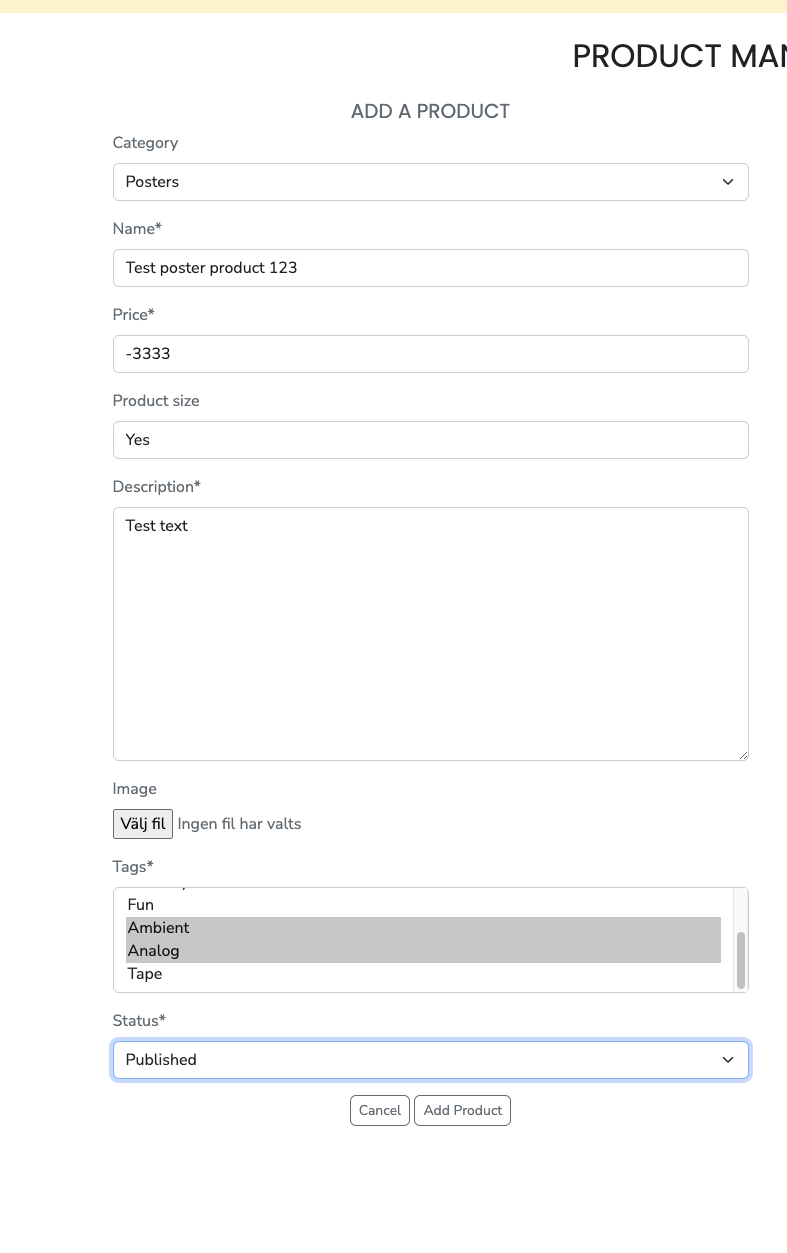 PRODUCT
ADD A PRODUCT
Category
Posters
Name*
Test poster product 123
Price*
-3333
Product size
Yes
Description*
Test text
Image
Välj fil Ingen fil har valts
Tags*
Fun
Ambient
Analog
Tape
Status*
Published
Cancel Add Product